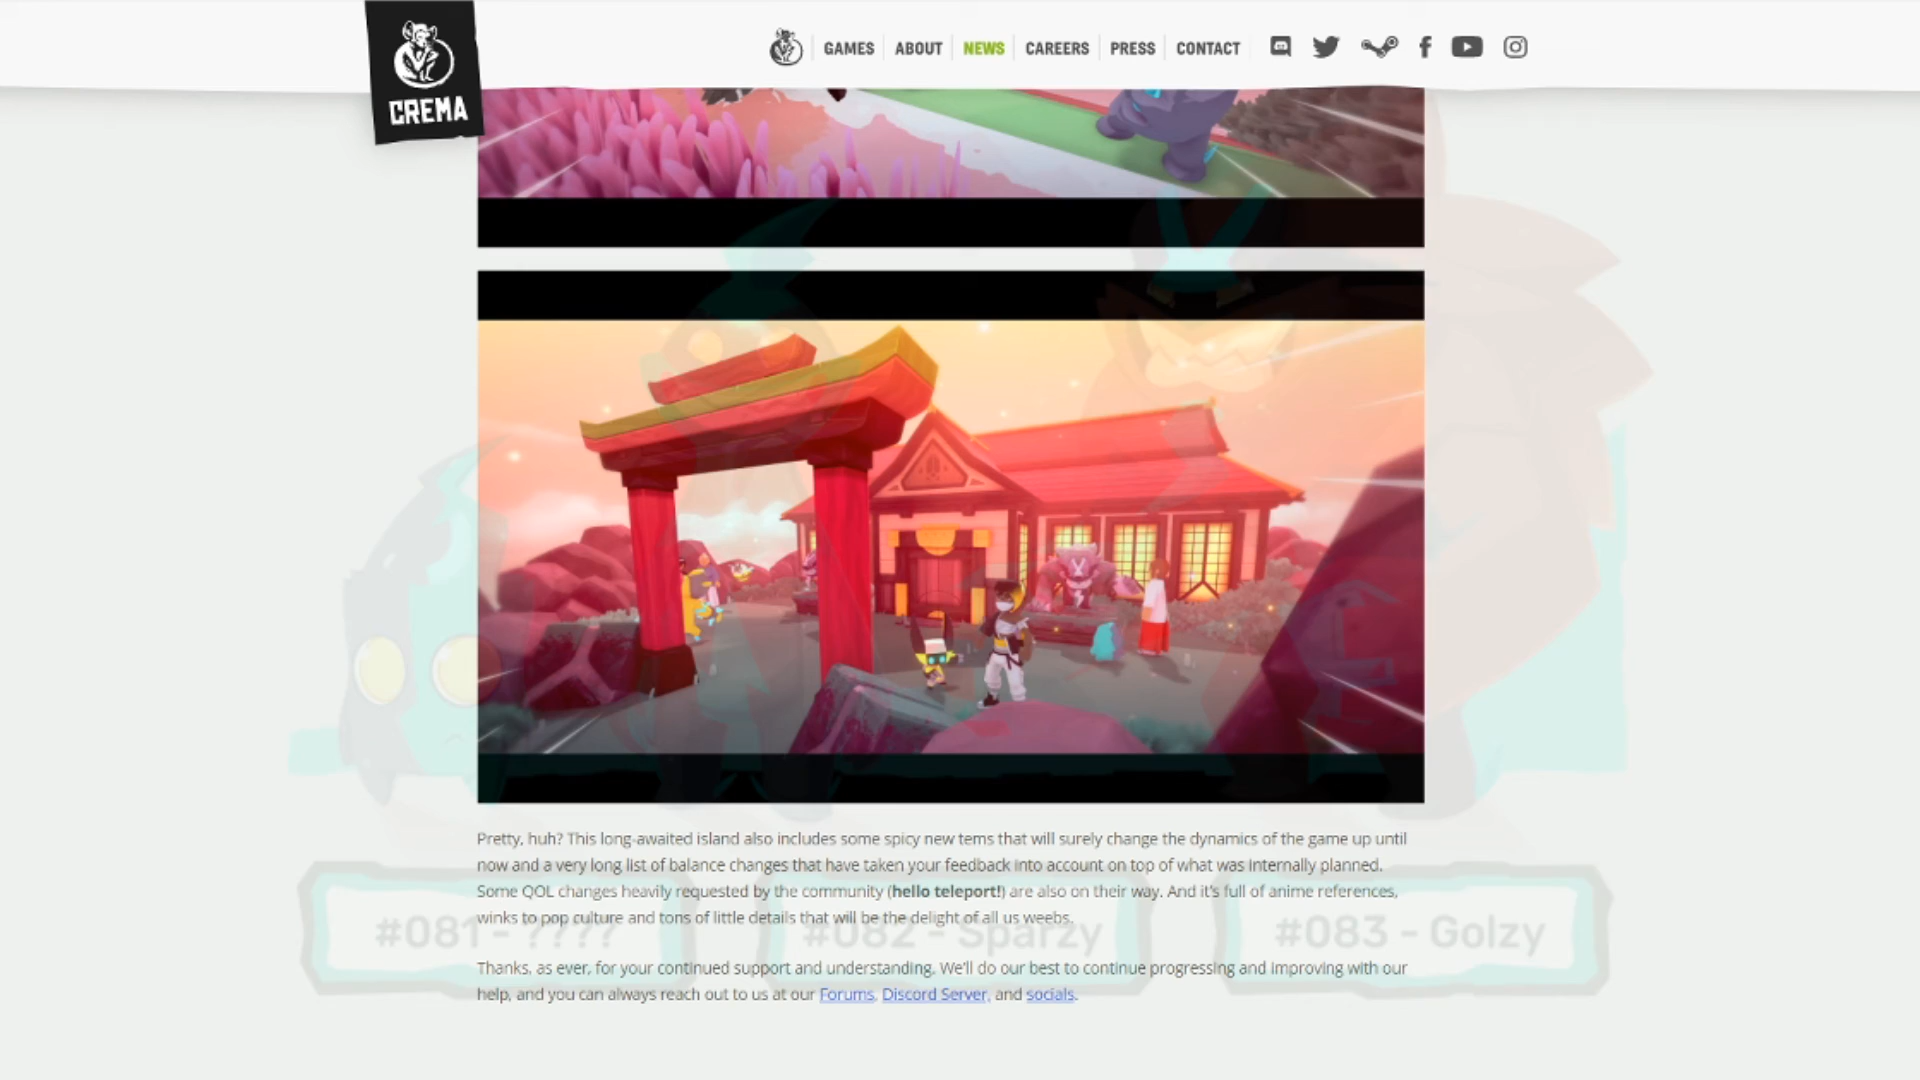 CREMA
GAMES ABOUT NEWS CAREERS PRESS CONTACT
Pretty, huh? This long-awaited island also includes some spicy new tems that will surely change the dynamics of the game up until
now and a very long list of balance changes that have taken your feedback into account on top of what was internally planned.
Some QOL changes heavily requested by the community (hello teleport!) are also on their way. And it's full of anime references,
winks to pop culture and tons of little details that will be the delight of all us weebs.
#081 - ???? #082 - Sparzy #083 - Golzy
Thanks, as ever, for your continued support and understanding. We'll do our best to continue progressing and improving with our
help, and you can always reach out to us at our Forums, Discord Server, and socials.